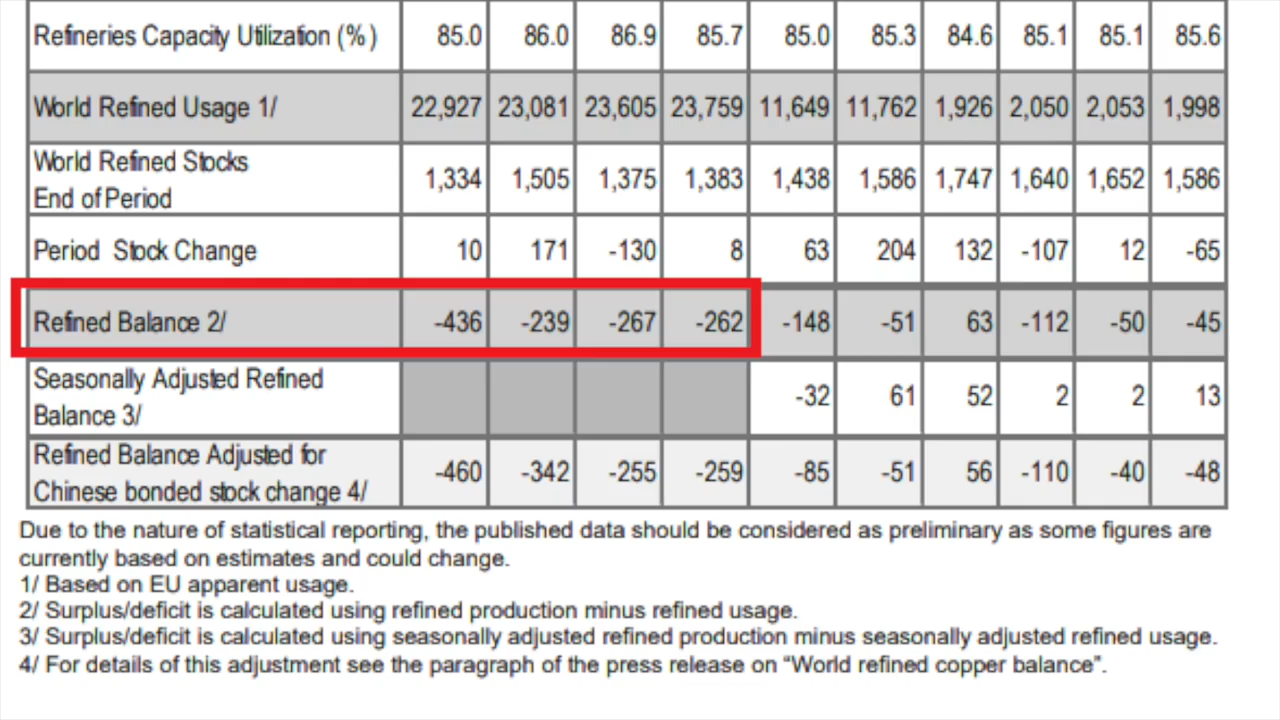 Refineries Capacity Utilization (%) 85.0 86.0 86.9 85.7 85.0 85.3 84.6 85.1 85.1 85.6
World Refined Usage 1/ 22,927 23,081 23,605 23,759 11,649 11,762 1,926 2,050 2,053 1,998
World Refined Stocks
End of Period 1,334 1,505 1,375 1,383 1,438 1,586 1,747 1,640 1,652 1,586
Period Stock Change 10 171 -130 8 63 204 132 -107 12 -65
Refined Balance 2/ -436 -239 -267 -262 -148 -51 63 -112 -50 -45
Seasonally Adjusted Refined
Balance 3/ -32 61 52 2 2 13
Refined Balance Adjusted for
Chinese bonded stock change 4/ -460 -342 -255 -259 -85 -51 56 -110 -40 -48
Due to the nature of statistical reporting, the published data should be considered as preliminary as some figures are
currently based on estimates and could change.
1/ Based on EU apparent usage.
2/ Surplus/deficit is calculated using refined production minus refined usage.
3/ Surplus/deficit is calculated using seasonally adjusted refined production minus seasonally adjusted refined usage.
4/ For details of this adjustment see the paragraph of the press release on “World refined copper balance”.